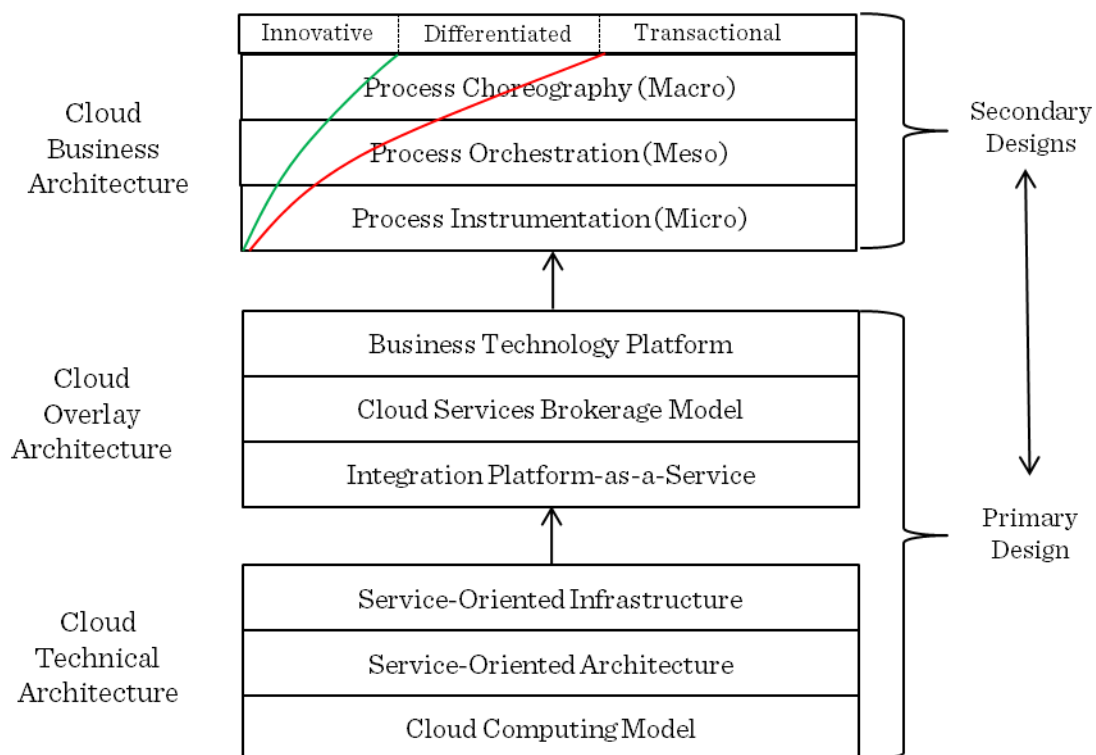 Innovative Differentiated Transactional
Cloud
Business
Architecture
Process Choreography (Macro)
Process Orchestration (Meso)
Process Instrumentation (Micro)
Secondary
Designs
Cloud
Overlay
Architecture
Business Technology Platform
Cloud Services Brokerage Model
Integration Platform-as-a-Service
Primary
Design
Cloud
Technical
Architecture
Service-Oriented Infrastructure
Service-Oriented Architecture
Cloud Computing Model